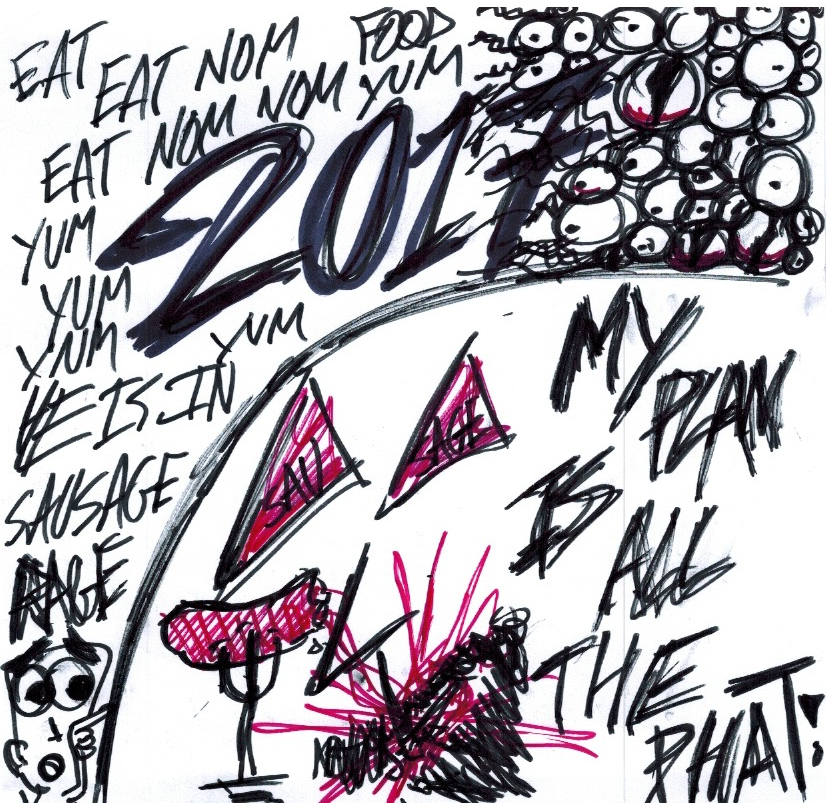 FOOD
EAT EAT NOM YUM
EAT NOM NOM NOM
2017
YUM
YUM
YUM YUM
HE IS IN
SAUSAGE
RAGE
SAU SAGE
MY
PLAN
IS
ALL
THE
PHAT!